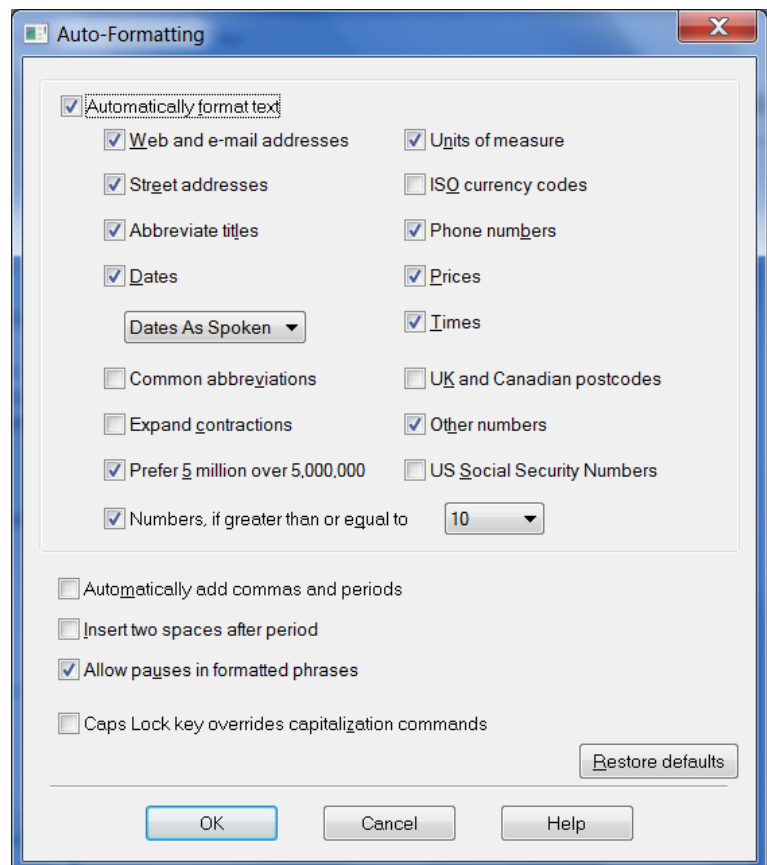 Auto-Formatting
Automatically format text
Web and e-mail addresses
Units of measure
Street addresses
ISO currency codes
Abbreviate titles
Phone numbers
Dates
Prices
Dates As Spoken
Times
Common abbreviations
UK and Canadian postcodes
Expand contractions
Other numbers
Prefer 5 million over 5,000,000
US Social Security Numbers
Numbers, if greater than or equal to
10
Automatically add commas and periods
Insert two spaces after period
Allow pauses in formatted phrases
Caps Lock key overrides capitalization commands
Restore defaults
OK
Cancel
Help